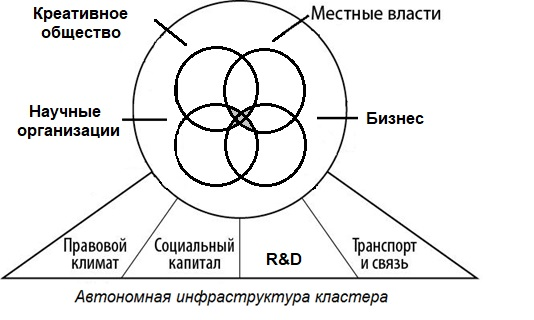 Креативное
общество
Местные власти
Научные
организации
Бизнес
Правовой
климат
Социальный
капитал
R&D
Транспорт
и связь
Автономная инфраструктура кластера